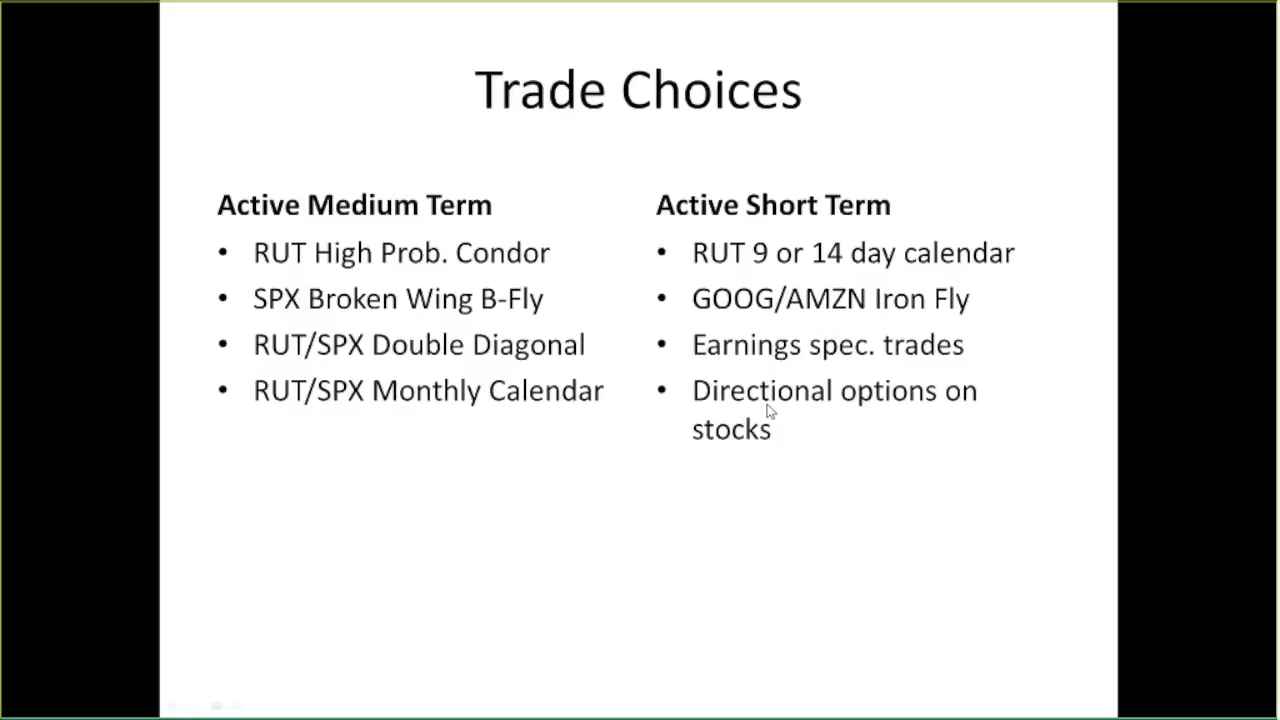 Trade Choices
Active Medium Term
• RUT High Prob. Condor
• SPX Broken Wing B-Fly
• RUT/SPX Double Diagonal
• RUT/SPX Monthly Calendar
Active Short Term
• RUT 9 or 14 day calendar
• GOOG/AMZN Iron Fly
• Earnings spec. trades
• Directional options on
stocks